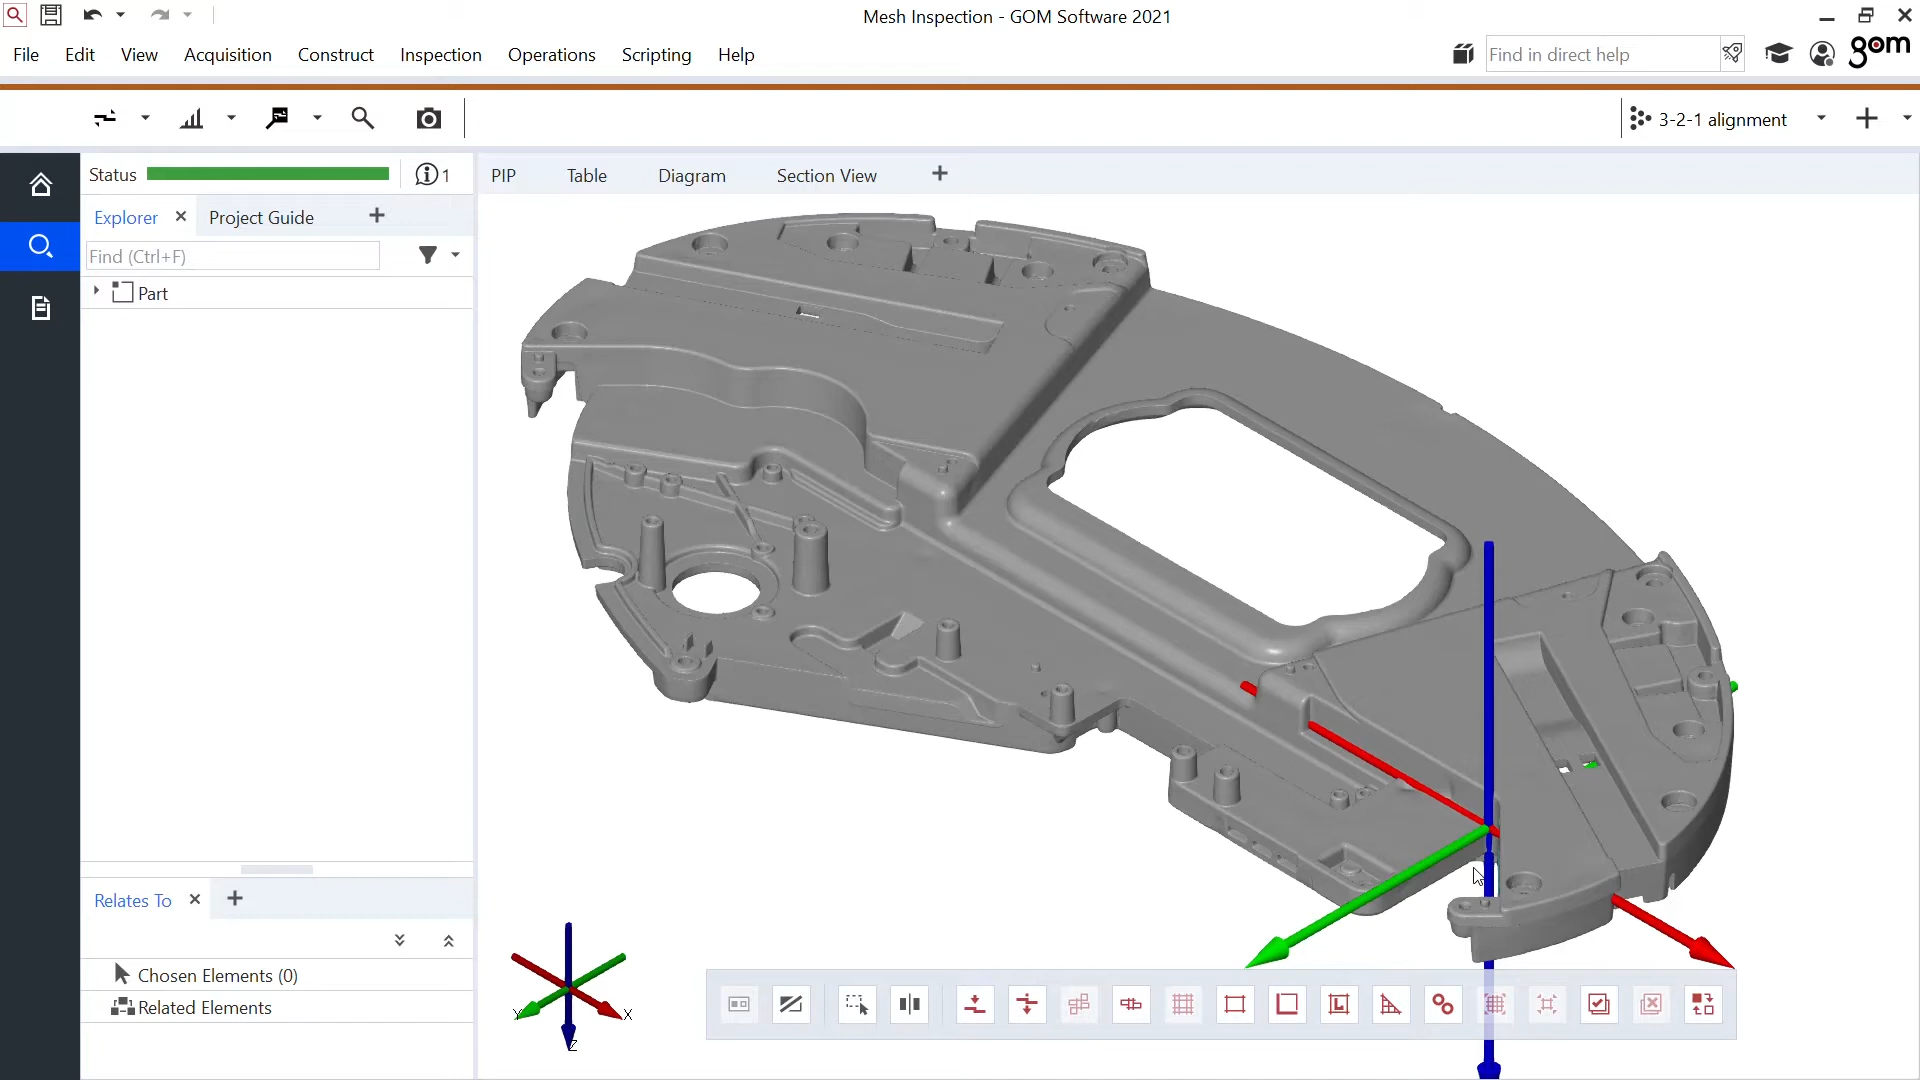 Mesh Inspection - GOM Software 2021
File Edit View Acquisition Construct Inspection Operations Scripting Help
Find in direct help
gom
3-2-1 alignment
Status
1
PIP Table Diagram Section View
Explorer Project Guide
Find (Ctrl+F)
Part
Relates To
Chosen Elements (0)
Related Elements
Y X
Z